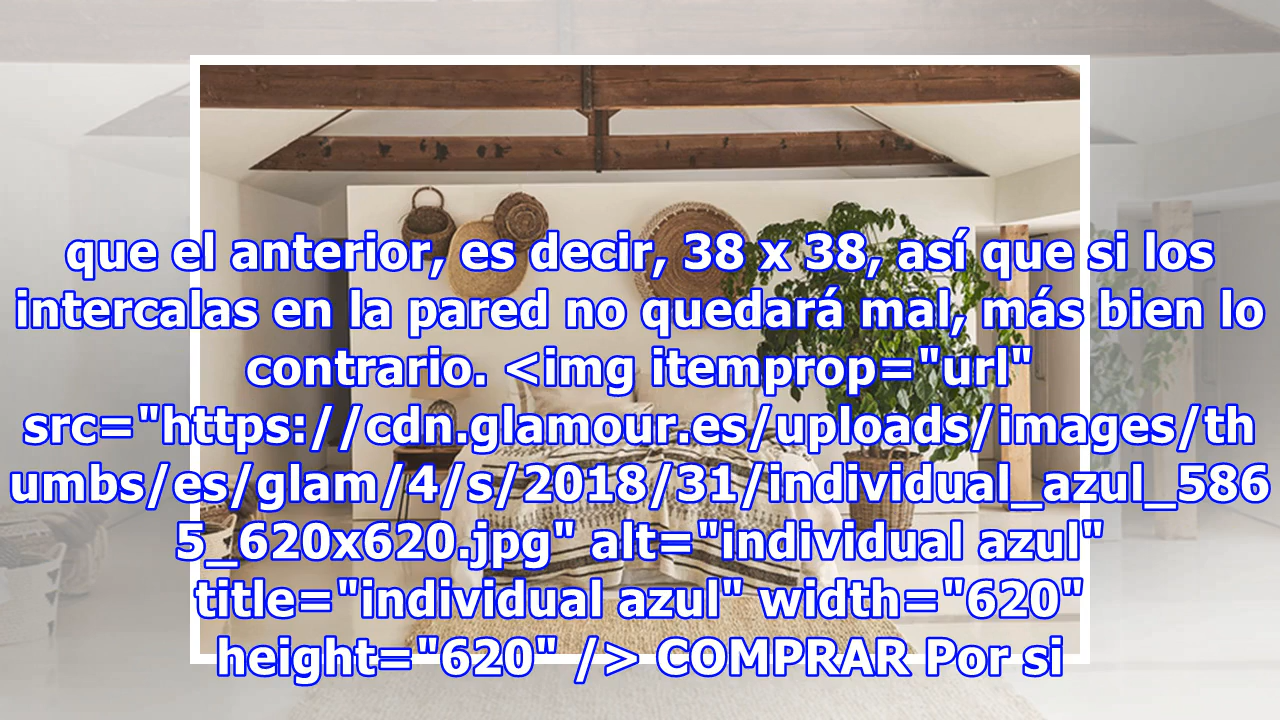 que el anterior, es decir, 38 x 38, así que si los
intercalas en la pared no quedará mal, más bien lo
contrario. <img itemprop="url"
src="https://cdn.glamour.es/uploads/images/th
umbs/es/glam/4/s/2018/31/individual_azul_586
5_620x620.jpg" alt="individual azul"
title="individual azul" width="620"
height="620" /> COMPRAR Por si